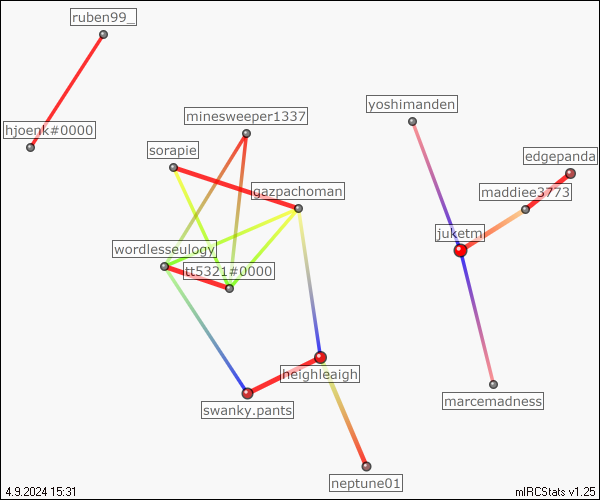 ruben99_
hjoenk#0000
yoshimanden
minesweeper1337
sorapie
edgepanda
maddiee3773
gazpachoman
juketm
wordlesseulogy
tt5321#0000
heighleaigh
marcemadness
swanky.pants
neptune01
4.9.2024 15:31
mIRCStats v1.25